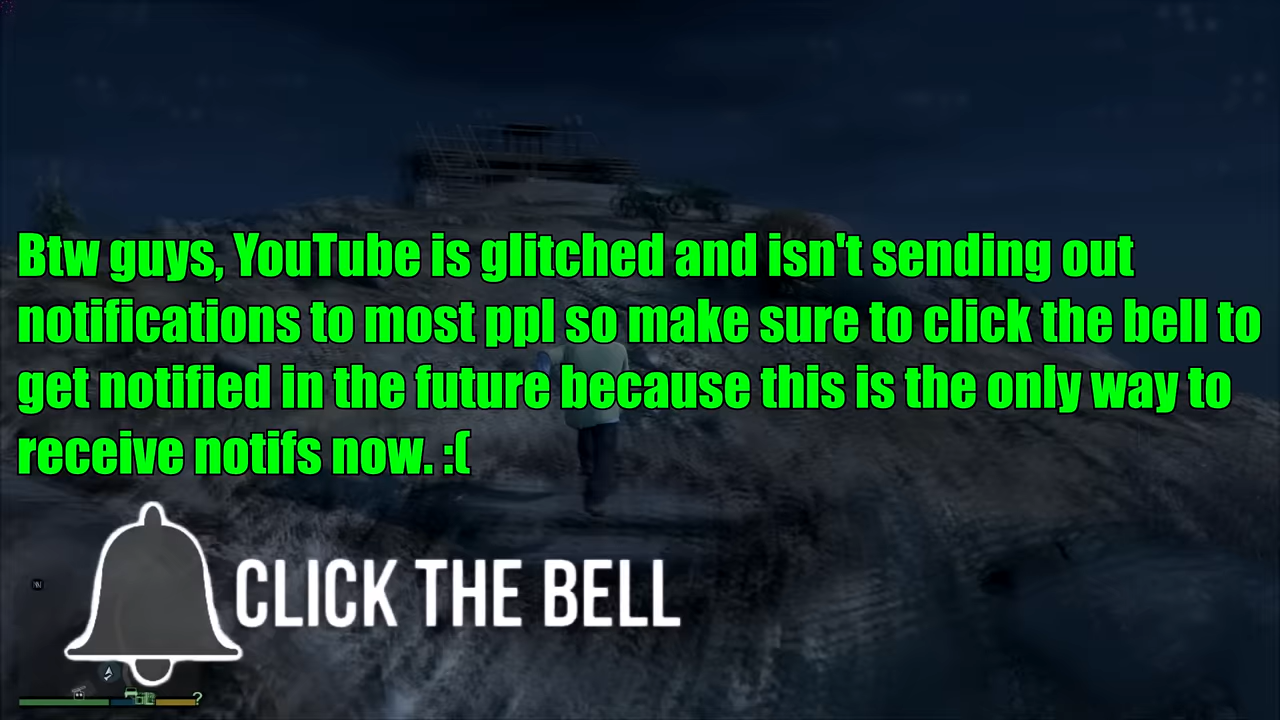 Btw guys, YouTube is glitched and isn't sending out
notifications to most ppl so make sure to click the bell to
get notified in the future because this is the only way to
receive notifs now. :(
CLICK THE BELL
N
?